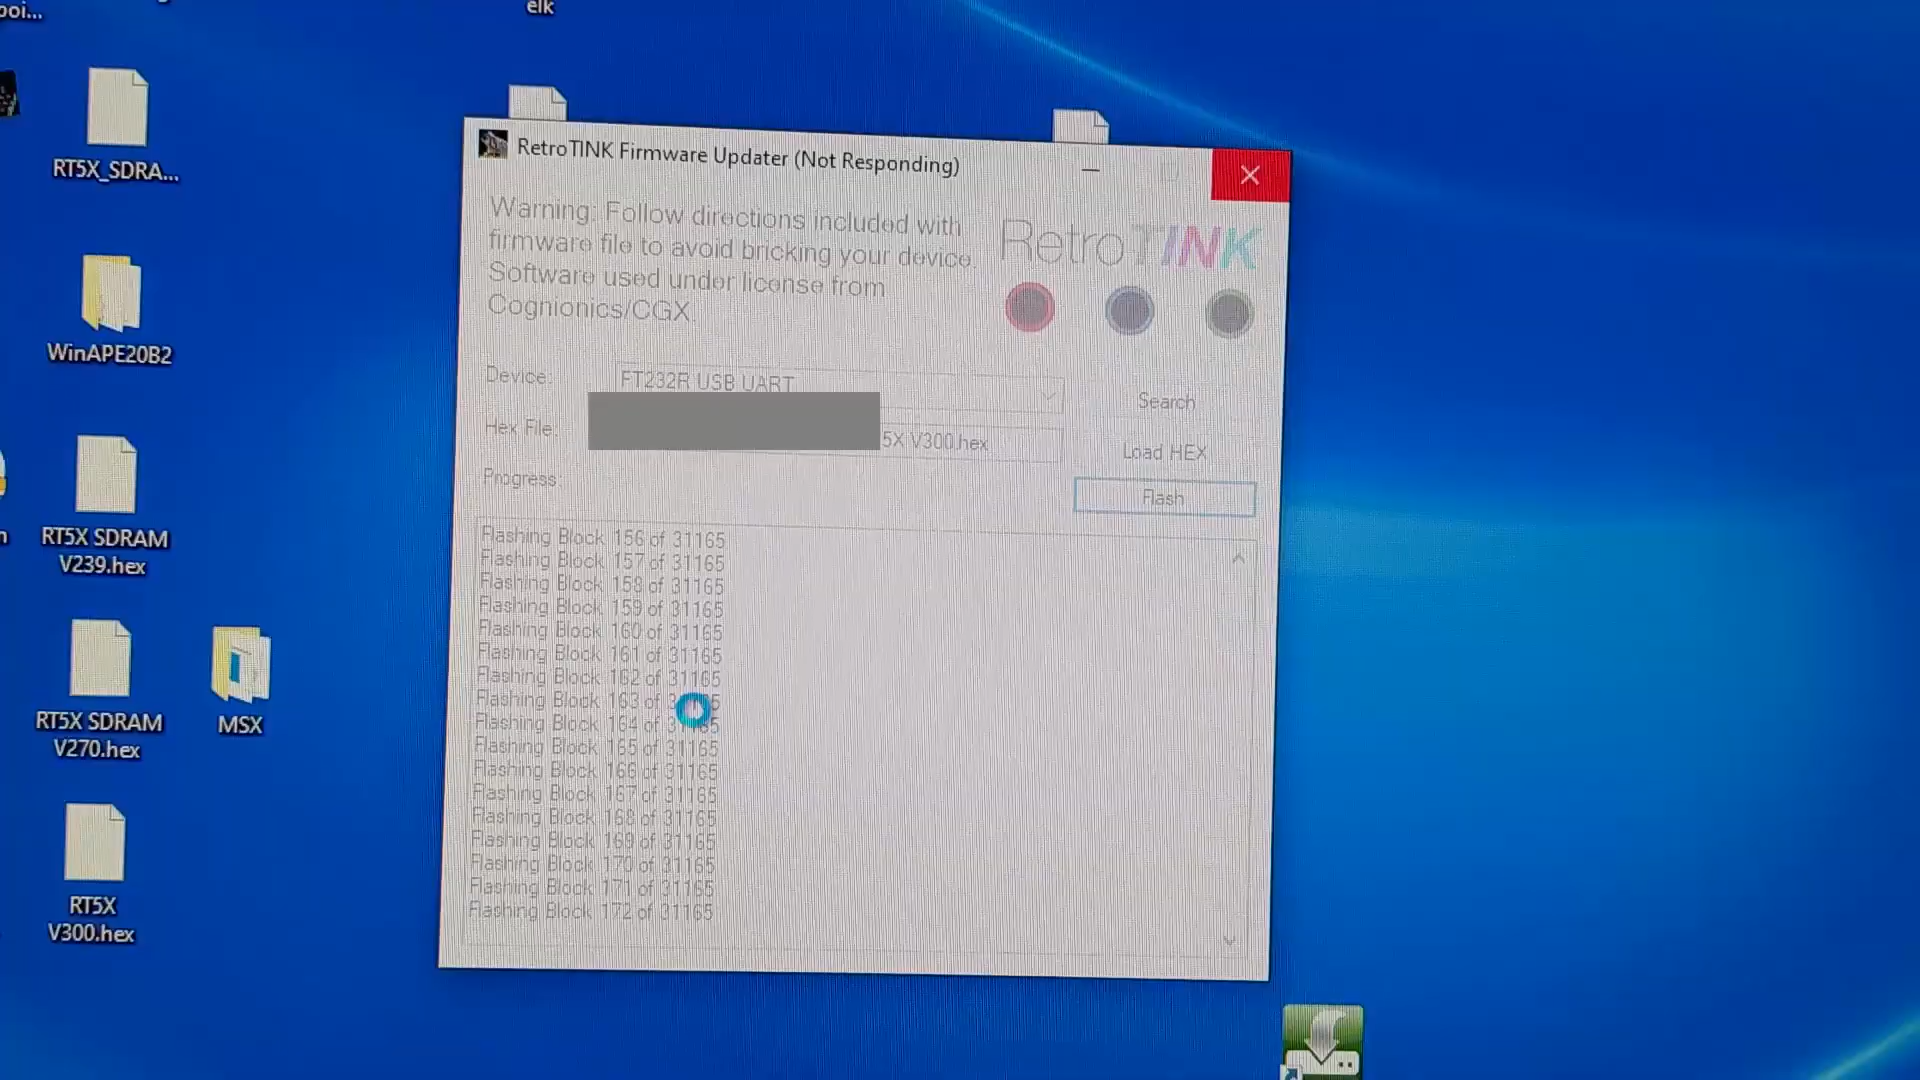 elk
RT5X_SDRA...
WinAPE20B2
RT5X SDRAM
V239.hex
RT5X SDRAM
V270.hex
MSX
RT5X
V300.hex
RetroTINK Firmware Updater (Not Responding)
Warning: Follow directions included with
firmware file to avoid bricking your device.
Software used under license from
Cognionics/CGX.
RetroTINK
Device:
FT232R USB UART
Search
Hex File:
5X V300.hex
Load HEX
Progress:
Flash
Flashing Block 156 of 31165
Flashing Block 157 of 31165
Flashing Block 158 of 31165
Flashing Block 159 of 31165
Flashing Block 160 of 31165
Flashing Block 161 of 31165
Flashing Block 162 of 31165
Flashing Block 163 of
Flashing Block 164 of
Flashing Block 165 of 31165
Flashing Block 166 of 31165
Flashing Block 167 of 31165
Flashing Block 168 of 31165
Flashing Block 169 of 31165
Flashing Block 170 of 31165
Flashing Block 171 of 31165
Flashing Block 172 of 31165